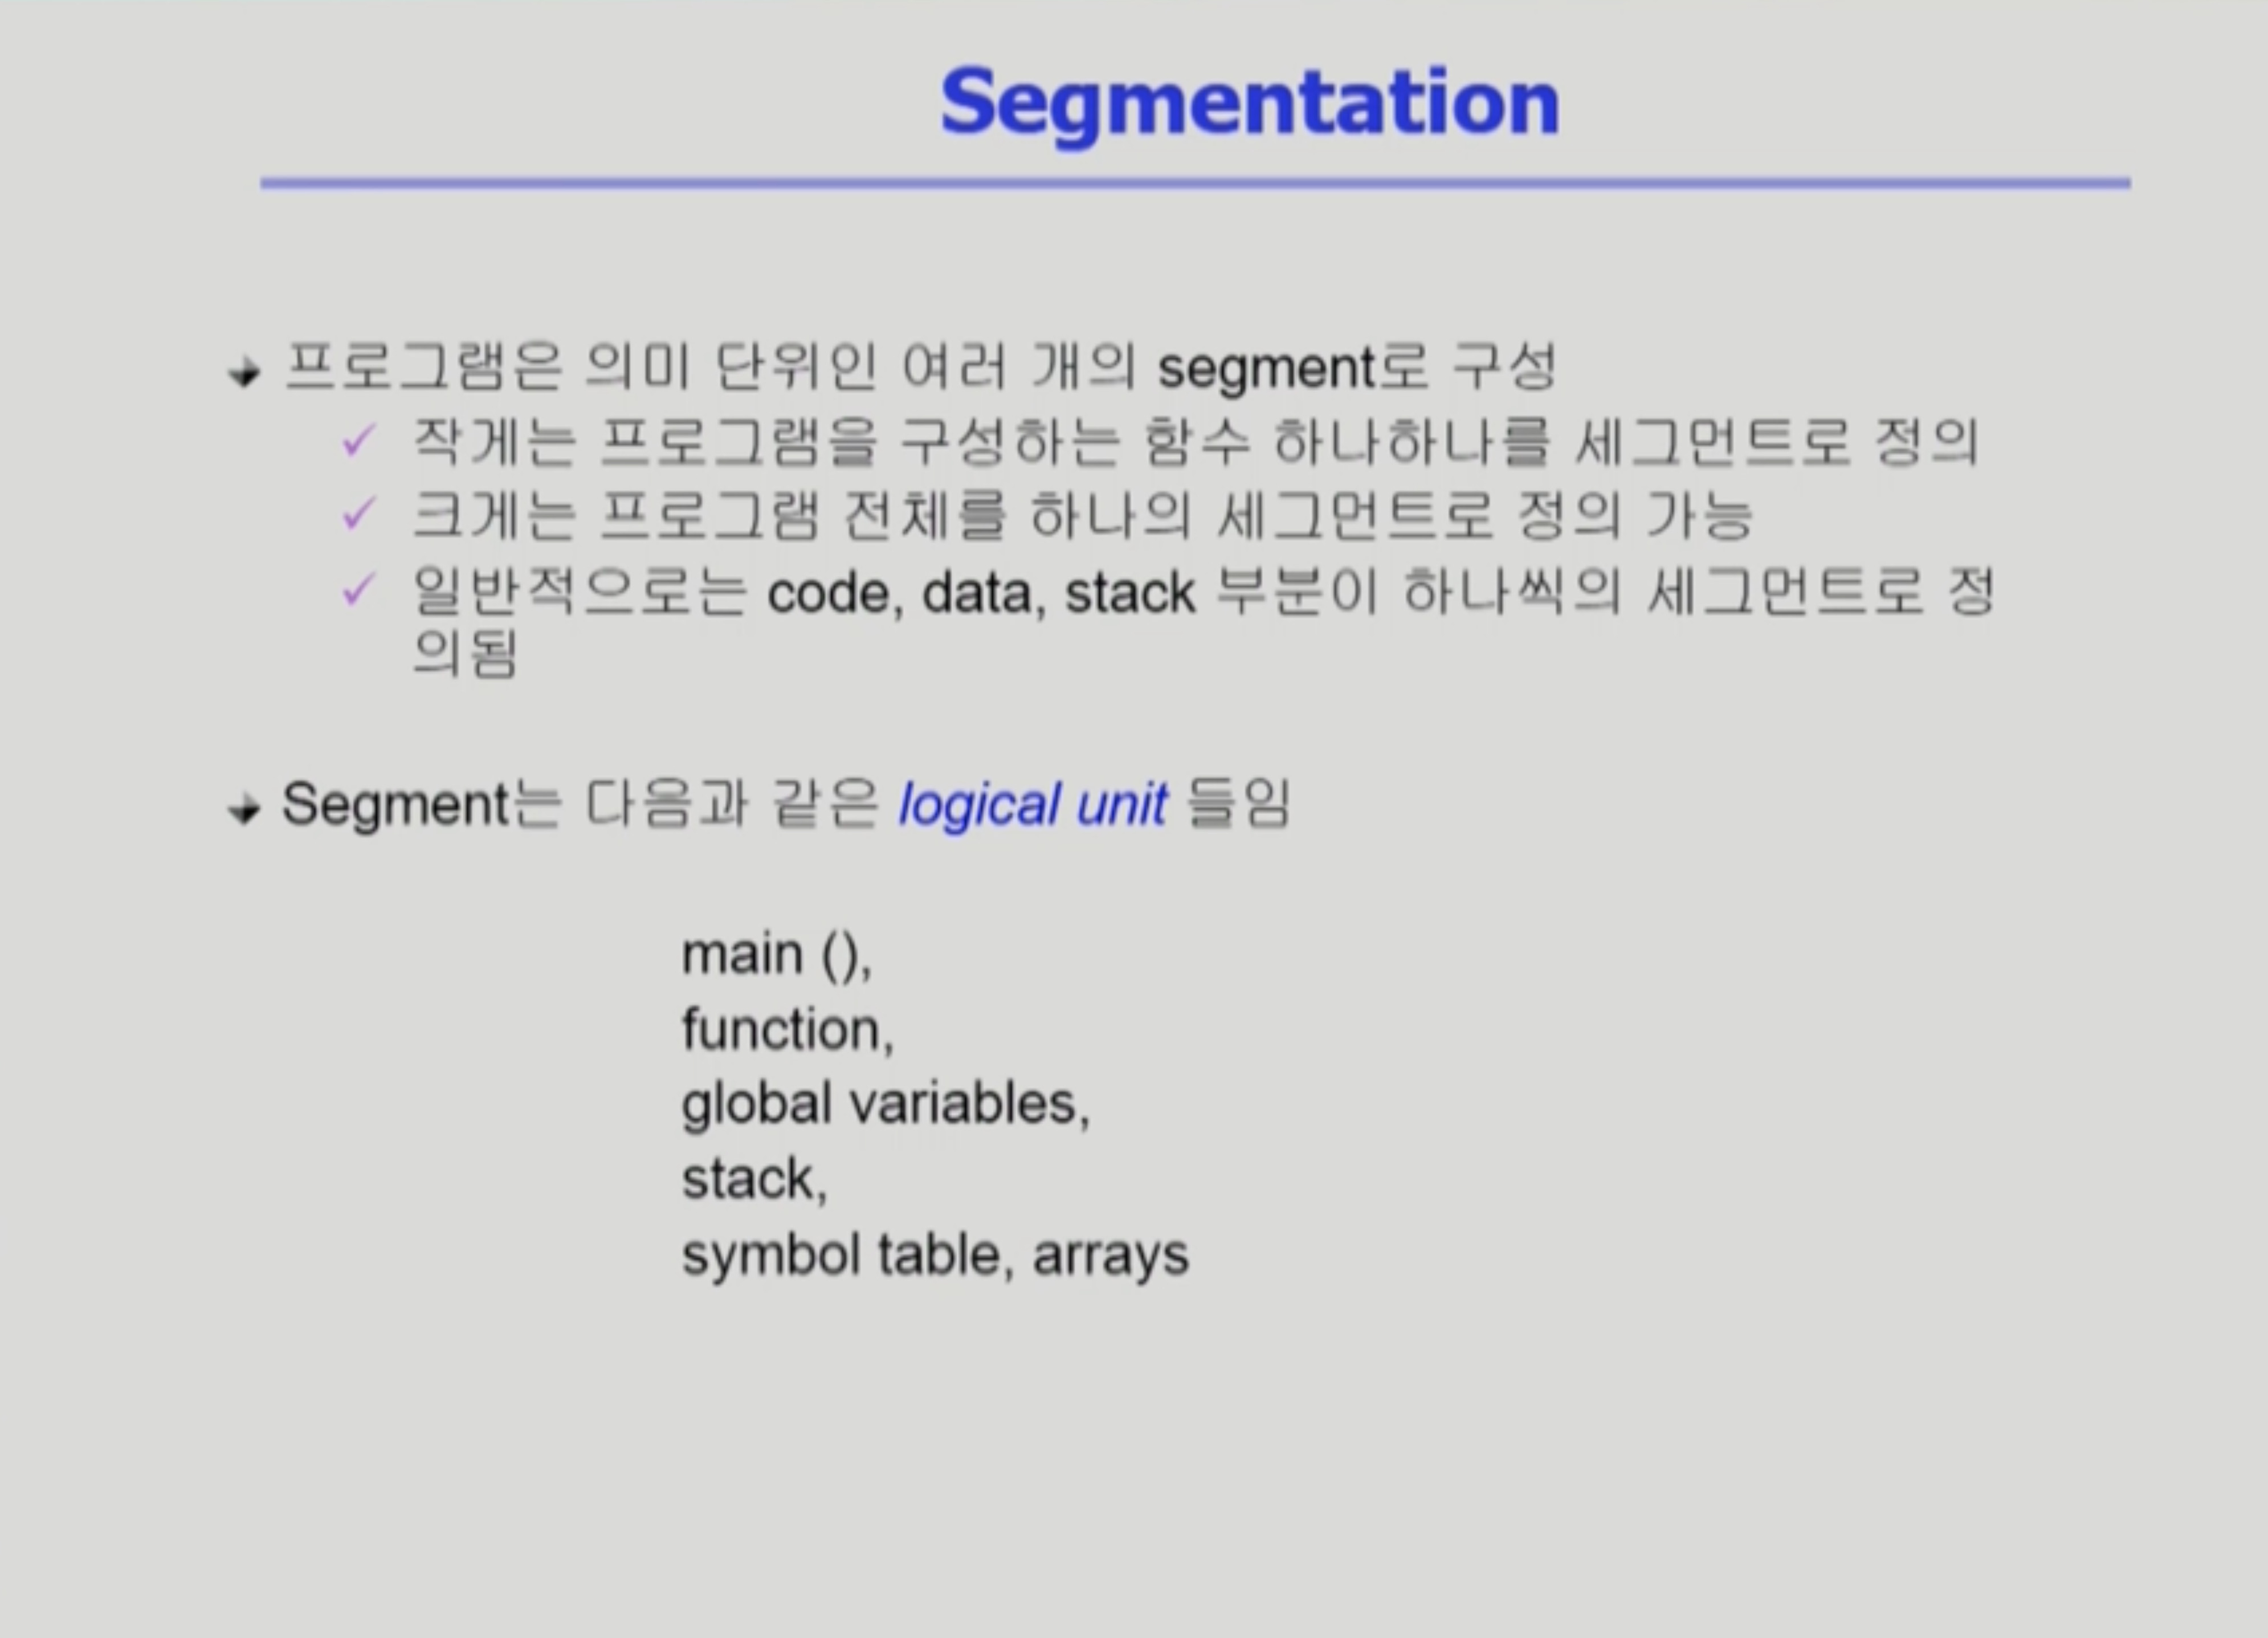 Segmentation
프로그램은 의미 단위인 여러 개의 segment로 구성
작게는 프로그램을 구성하는 함수 하나하나를 세그먼트로 정의
크게는 프로그램 전체를 하나의 세그먼트로 정의 가능
일반적으로는 code, data, stack 부분이 하나씩의 세그먼트로 정
의됨
Segment는 다음과 같은 logical unit 들임
main (),
function,
global variables,
stack,
symbol table, arrays